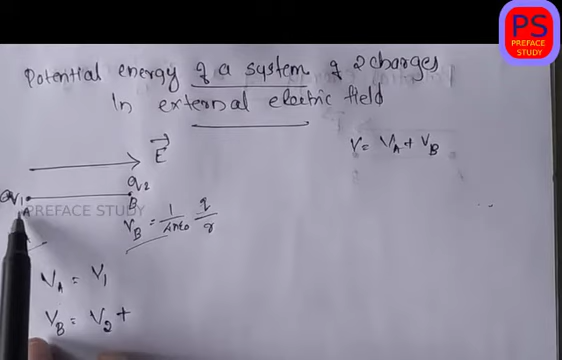 PS
PREFACE
STUDY
Potential energy of a system of 2 charges
In external electric field
E
V = VA + VB
q1 q2
A B
PREFACE STUDY
VB = 1/4πε0 q/r
VA = V1
VB = V2 +